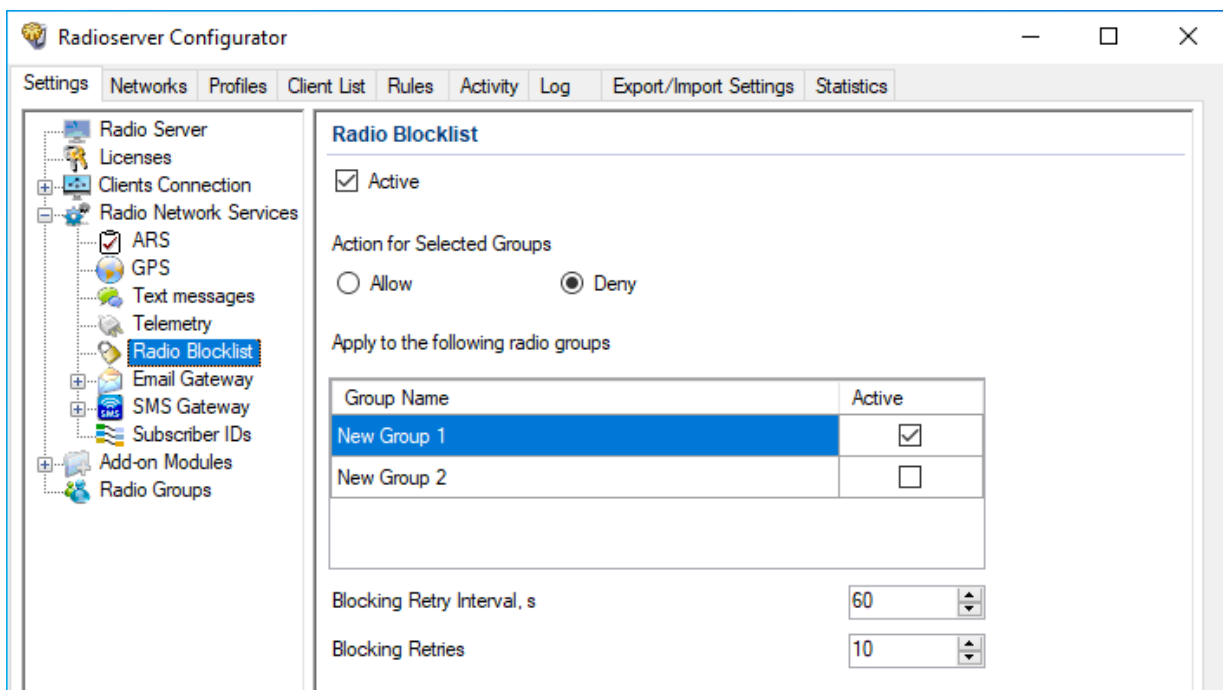 Radioserver Configurator
Settings Networks Profiles Client List Rules Activity Log Export/Import Settings Statistics
Radio Server
Licenses
Clients Connection
Radio Network Services
ARS
GPS
Text messages
Telemetry
Radio Blocklist
Email Gateway
SMS
SMS Gateway
Subscriber IDs
Add-on Modules
Radio Groups
Radio Blocklist
Active
Action for Selected Groups
Allow Deny
Apply to the following radio groups
Group Name Active
New Group 1
New Group 2
Blocking Retry Interval, s 60
Blocking Retries 10